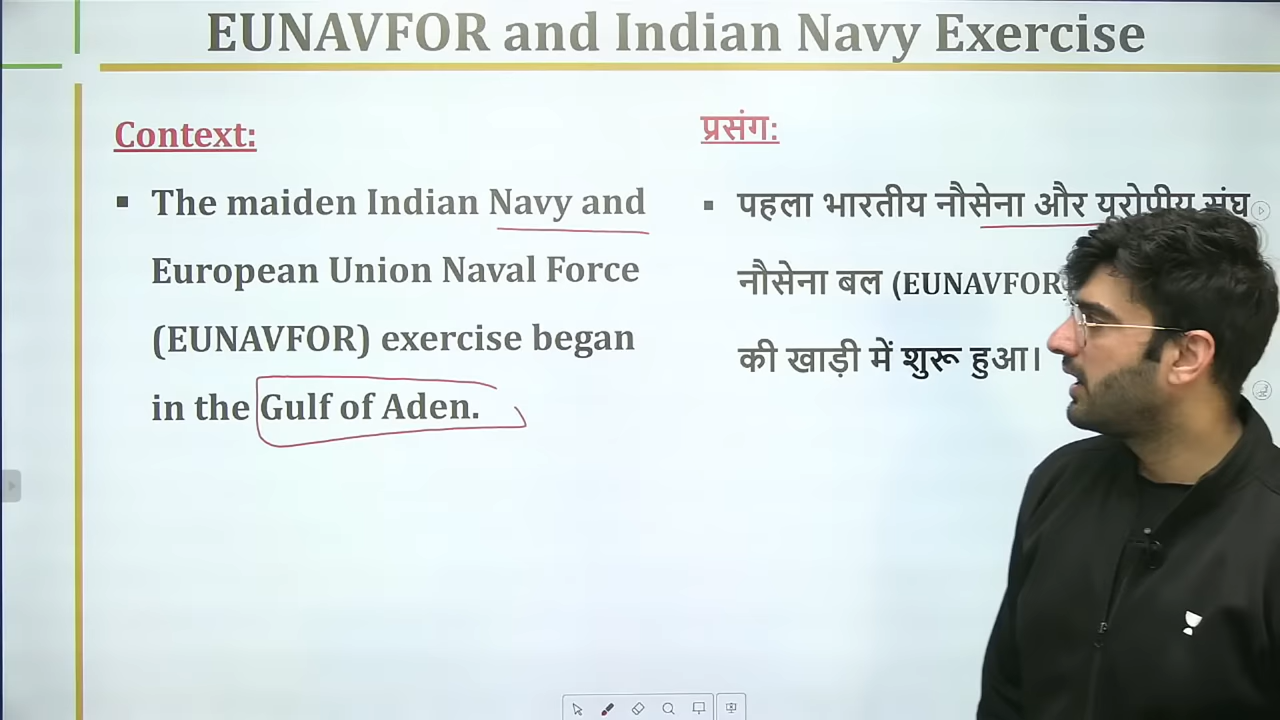 EUNAVFOR and Indian Navy Exercise
Context:
▪ The maiden Indian Navy and
European Union Naval Force
(EUNAVFOR) exercise began
in the Gulf of Aden.
प्रसंग:
▪ पहला भारतीय नौसेना और यूरोपीय संघ
नौसेना बल (EUNAVFOR
की खाड़ी में शुरू हुआ।